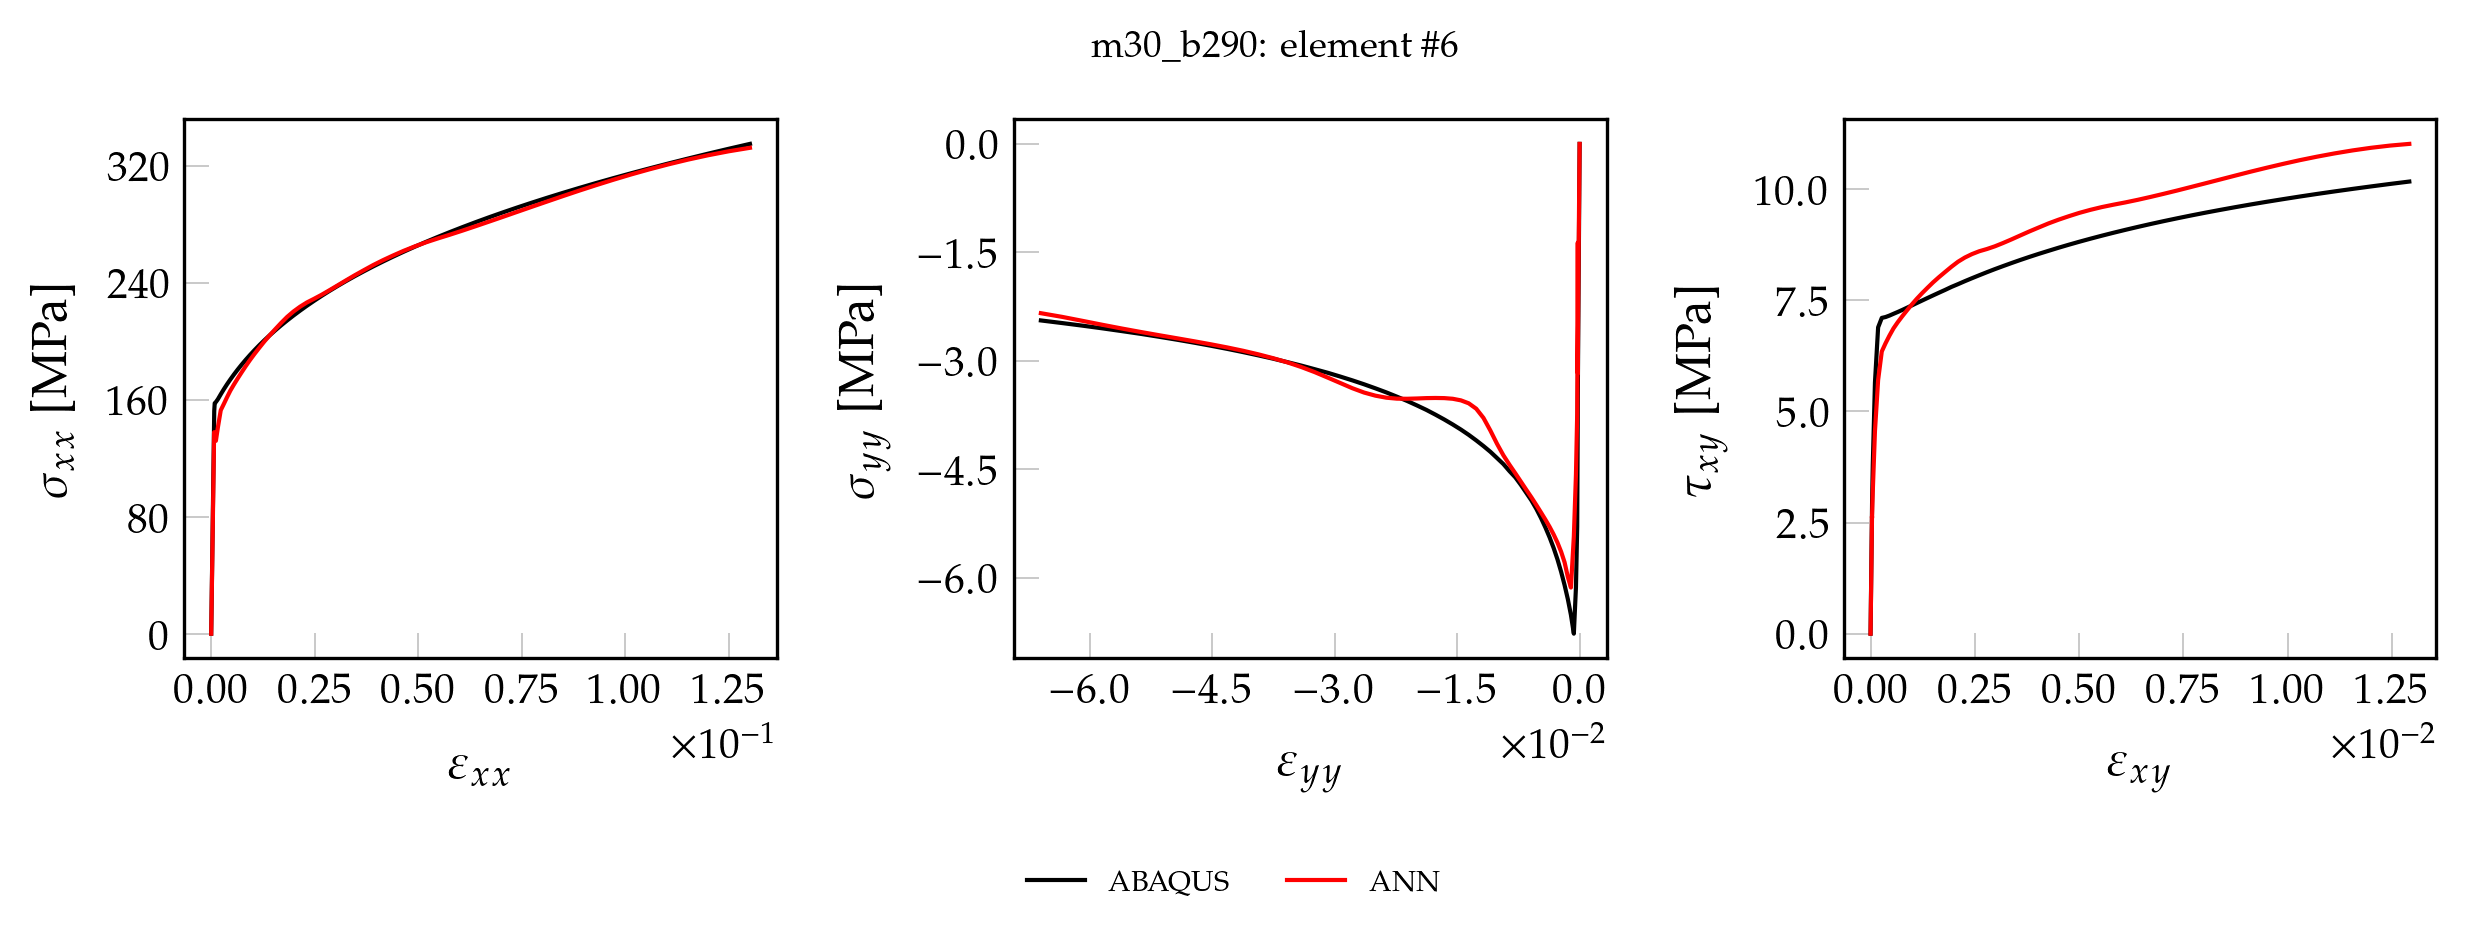 m30_b290: element #6
σxx [MPa]
320
240
160
80
0
0.00 0.25 0.50 0.75 1.00 1.25
×10−1
εxx
σyy [MPa]
0.0
−1.5
−3.0
−4.5
−6.0
−6.0 −4.5 −3.0 −1.5 0.0
×10−2
εyy
τxy [MPa]
10.0
7.5
5.0
2.5
0.0
0.00 0.25 0.50 0.75 1.00 1.25
×10−2
εxy
ABAQUS ANN